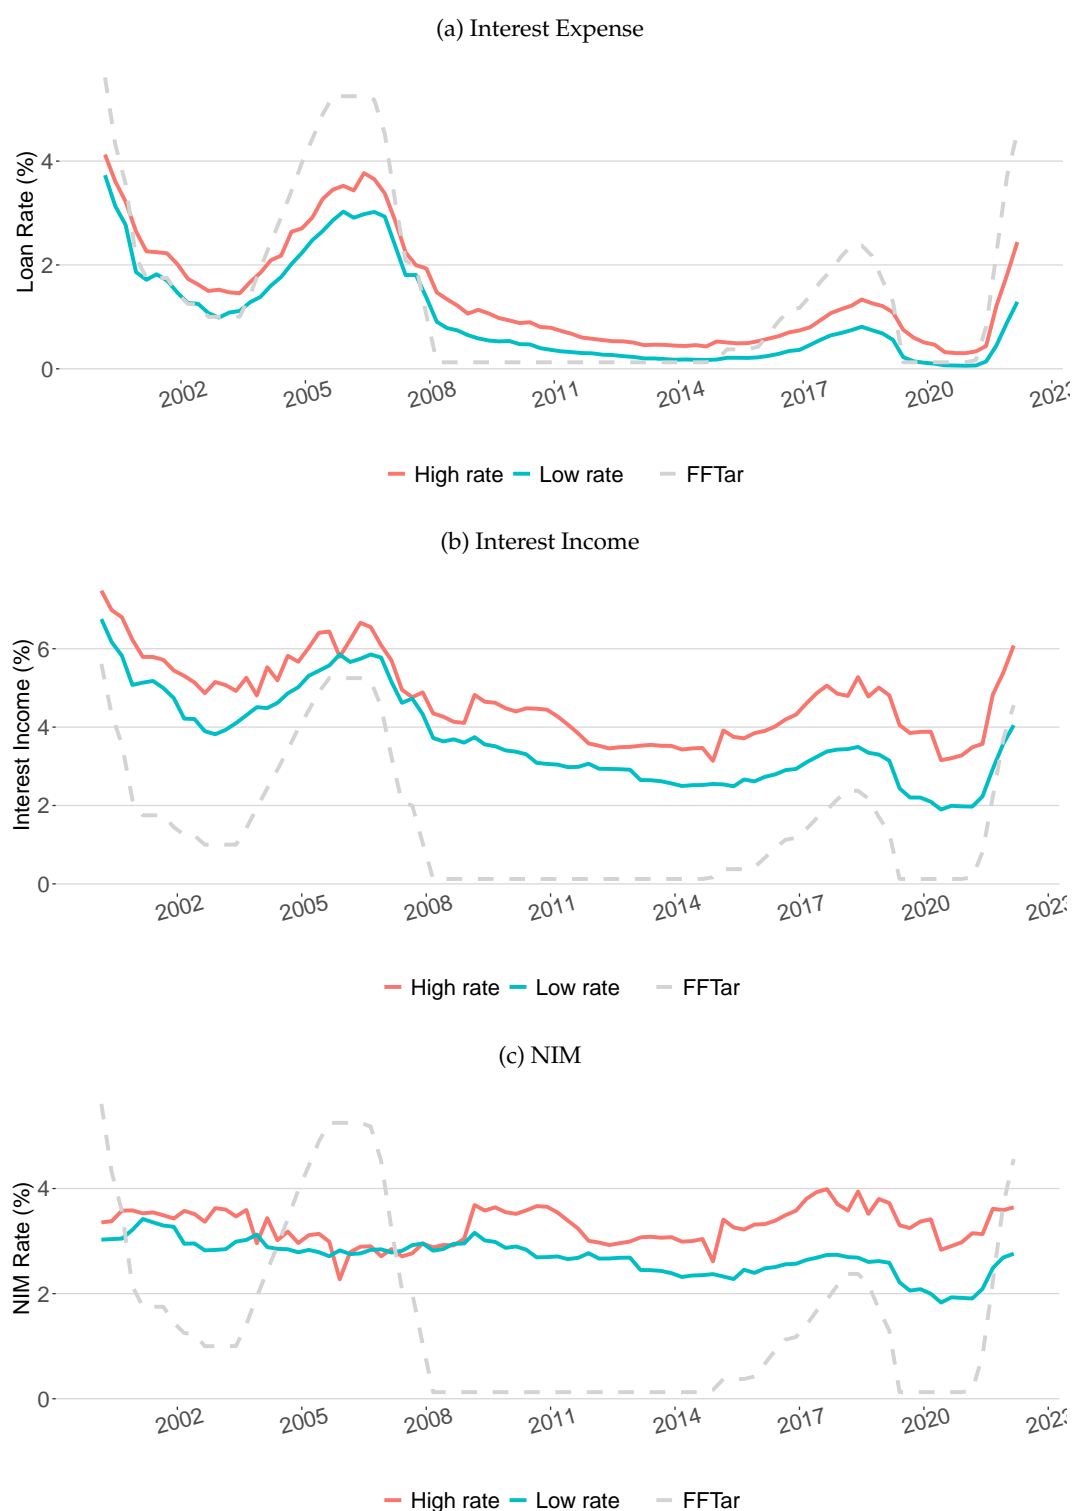 (a) Interest Expense
Loan Rate (%)
4
2
0
2002 2005 2008 2011 2014 2017 2020 2023
High rate Low rate FFTar
(b) Interest Income
Interest Income (%)
6
4
2
0
2002 2005 2008 2011 2014 2017 2020 2023
High rate Low rate FFTar
(c) NIM
NIM Rate (%)
4
2
0
2002 2005 2008 2011 2014 2017 2020 2023
High rate Low rate FFTar